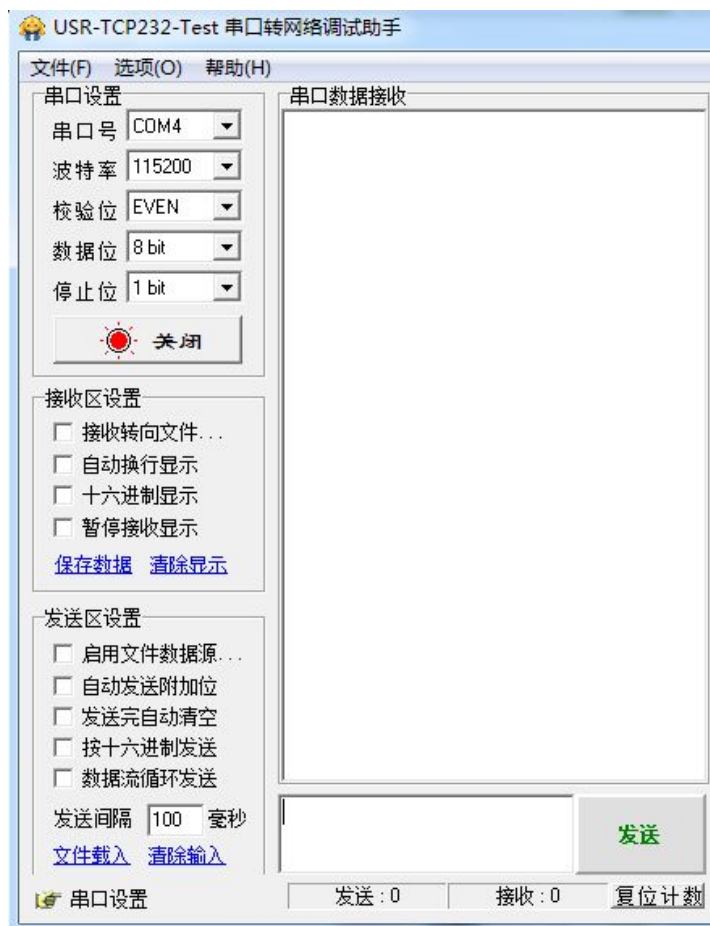 USR-TCP232-Test 串口转网络调试助手
文件(F) 选项(O) 帮助(H)
串口设置
串口号 COM4
波特率 115200
校验位 EVEN
数据位 8 bit
停止位 1 bit
关闭
接收区设置
接收转向文件...
自动换行显示
十六进制显示
暂停接收显示
保存数据 清除显示
发送区设置
启用文件数据源...
自动发送附加位
发送完自动清空
按十六进制发送
数据流循环发送
发送间隔 100 毫秒
文件载入 清除输入
串口数据接收
发送
串口设置
发送 : 0
接收 : 0
复位计数